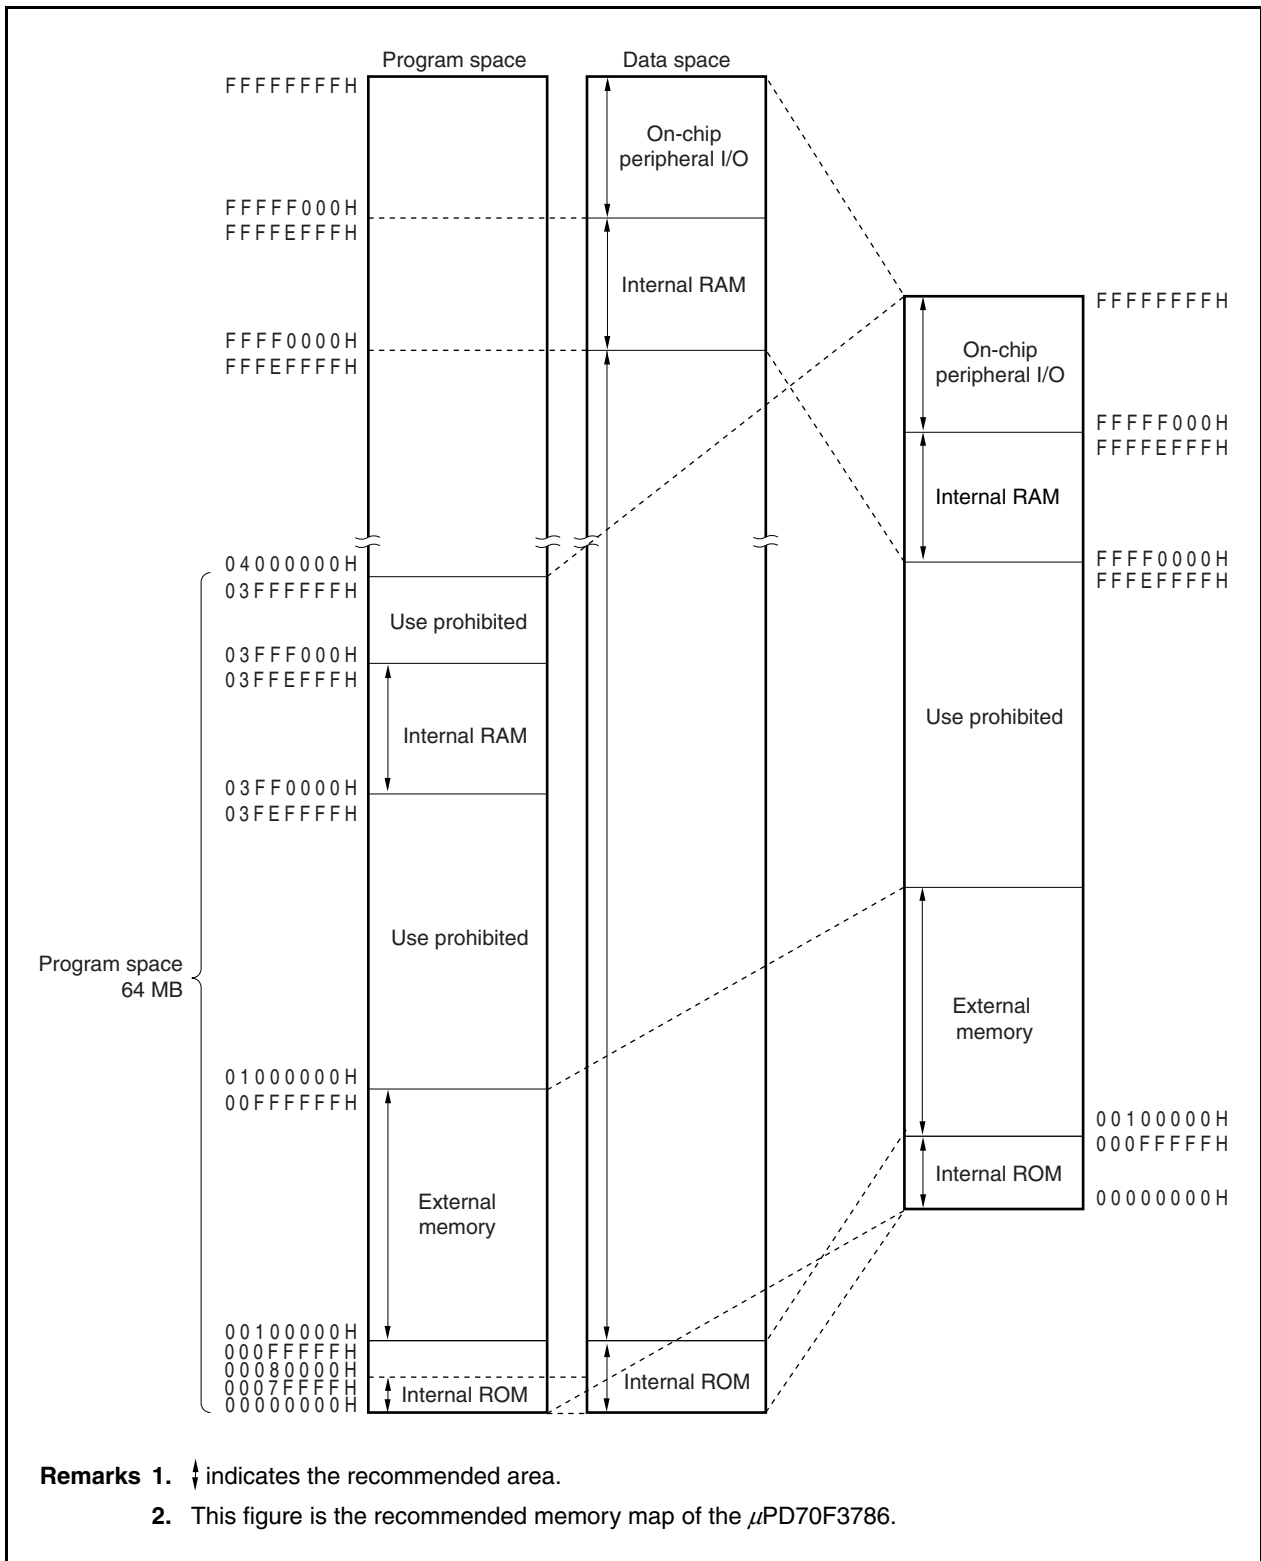 Program space
Data space
FFFFFFFFH
On-chip
peripheral I/O
FFFFF000H
FFFFEFFFH
Internal RAM
FFFF0000H
FFFEFFFFH
04000000H
03FFFFFFH
Use prohibited
03FFF000H
03FFEFFFH
Internal RAM
03FF0000H
03FEFFFFH
Use prohibited
Program space
64 MB
01000000H
00FFFFFFH
External
memory
00100000H
000FFFFFH
00080000H
0007FFFFH
00000000H
Internal ROM
Internal ROM
FFFFFFFFH
On-chip
peripheral I/O
FFFFF000H
FFFFEFFFH
Internal RAM
FFFF0000H
FFFEFFFFH
Use prohibited
External
memory
00100000H
000FFFFFH
Internal ROM
00000000H
Remarks 1. indicates the recommended area.
2. This figure is the recommended memory map of the μPD70F3786.